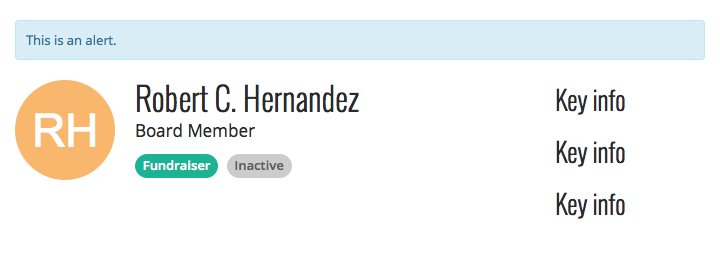 This is an alert.
RH
Robert C. Hernandez
Board Member
Fundraiser Inactive
Key info
Key info
Key info